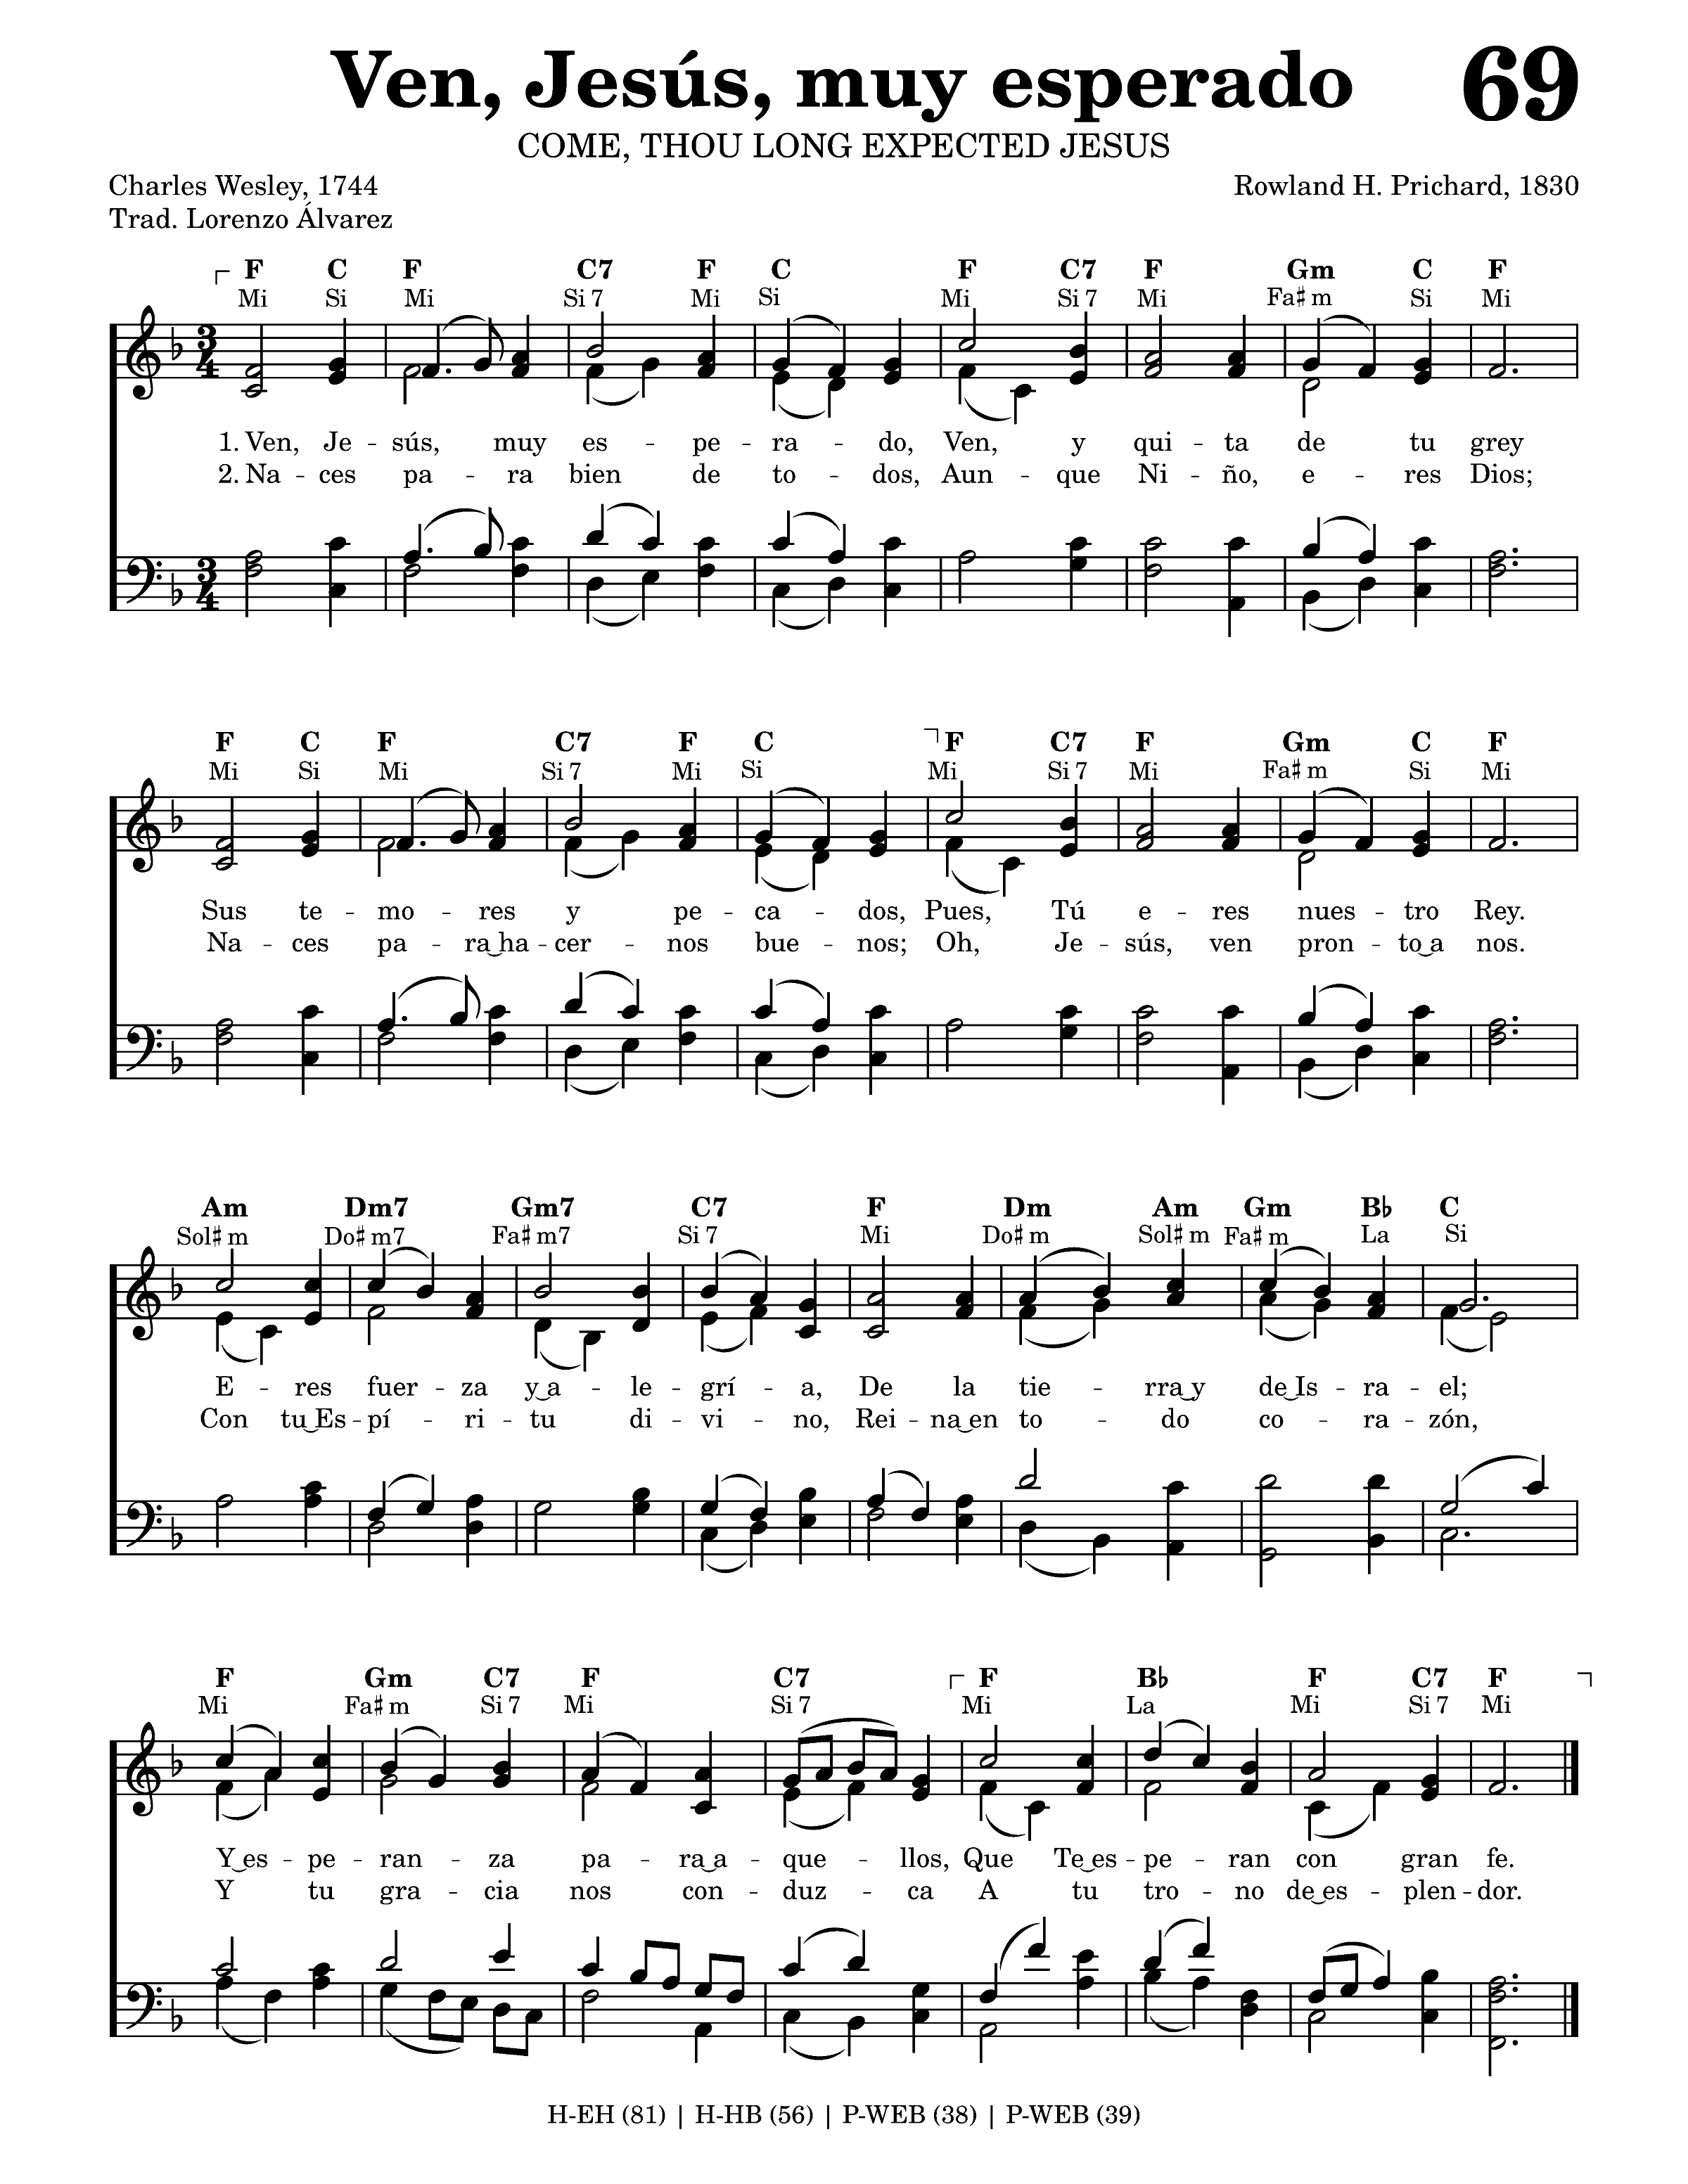 Ven, Jesús, muy esperado 69
COME, THOU LONG EXPECTED JESUS
Charles Wesley, 1744 Rowland H. Prichard, 1830
Trad. Lorenzo Álvarez
F C F C7 F C F C7 F Gm C F
Mi Si Mi Si 7 Mi Si Mi Si 7 Mi Fa♯ m Si Mi
3 4
1. Ven, Je -- sús, muy es -- pe -- ra -- do, Ven, y qui -- ta de tu grey
2. Na -- ces pa -- ra bien de to -- dos, Aun -- que Ni -- ño, e -- res Dios;
3 4
F C F C7 F C F C7 F Gm C F
Mi Si Mi Si 7 Mi Si Mi Si 7 Mi Fa♯ m Si Mi
Sus te -- mo -- res y pe -- ca -- dos, Pues, Tú e -- res nues -- tro Rey.
Na -- ces pa -- ra‿ha -- cer -- nos bue -- nos; Oh, Je -- sús, ven pron -- to‿a nos.
Am Dm7 Gm7 C7 F Dm Am Gm B♭ C
Sol♯ m Do♯ m7 Fa♯ m7 Si 7 Mi Do♯ m Sol♯ m Fa♯ m La Si
E -- res fuer -- za y‿a -- le -- grí -- a, De la tie -- rra‿y de‿Is -- ra -- el;
Con tu‿Es -- pí -- ri -- tu di -- vi -- no, Rei -- na‿en to -- do co -- ra -- zón,
F Gm C7 F C7 F B♭ F C7 F
Mi Fa♯ m Si 7 Mi Si 7 Mi La Mi Si 7 Mi
Y‿es -- pe -- ran -- za pa -- ra‿a -- que -- llos, Que Te‿es -- pe -- ran con gran fe.
Y tu gra -- cia nos con -- duz -- ca A tu tro -- no de‿es -- plen -- dor.
H-EH (81) | H-HB (56) | P-WEB (38) | P-WEB (39)